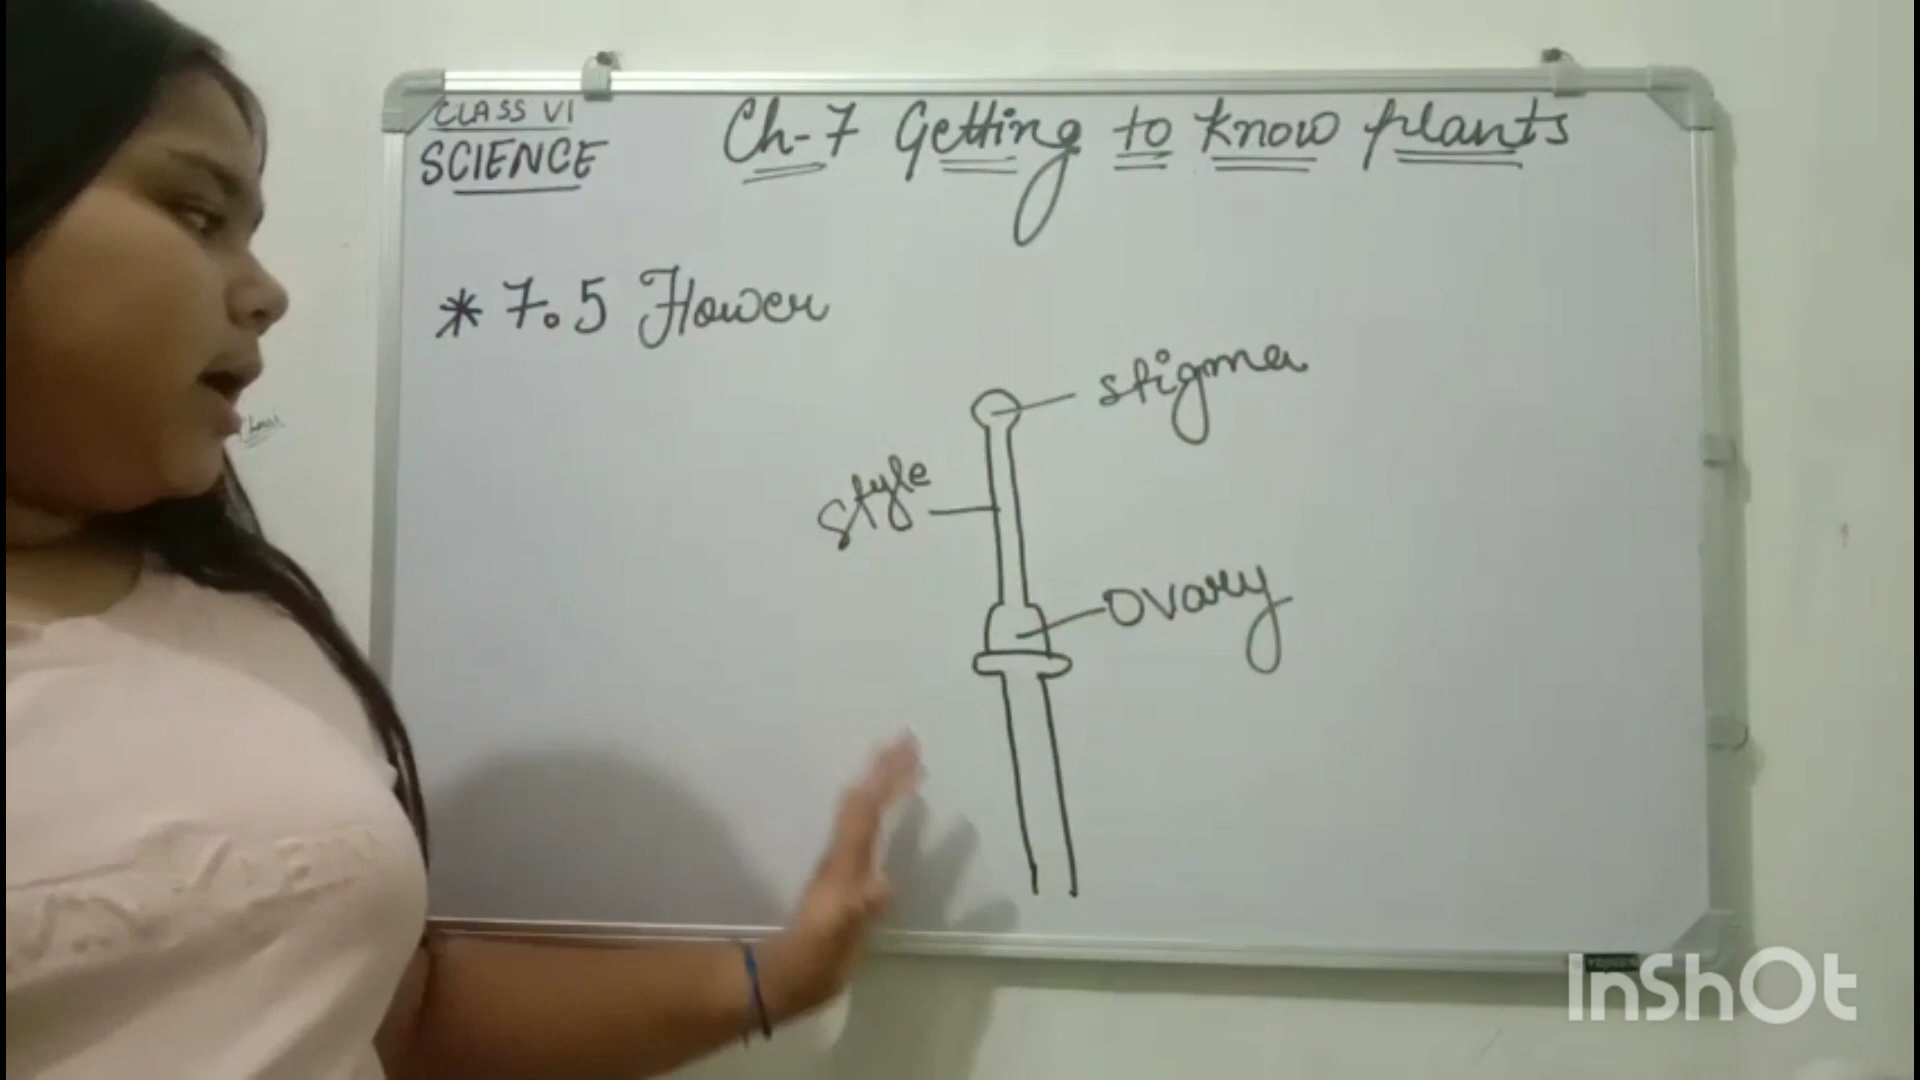 CLASS VI
SCIENCE
Ch-7 Getting to know plants
* 7.5 Flower
stigma
style
ovary
InShOt